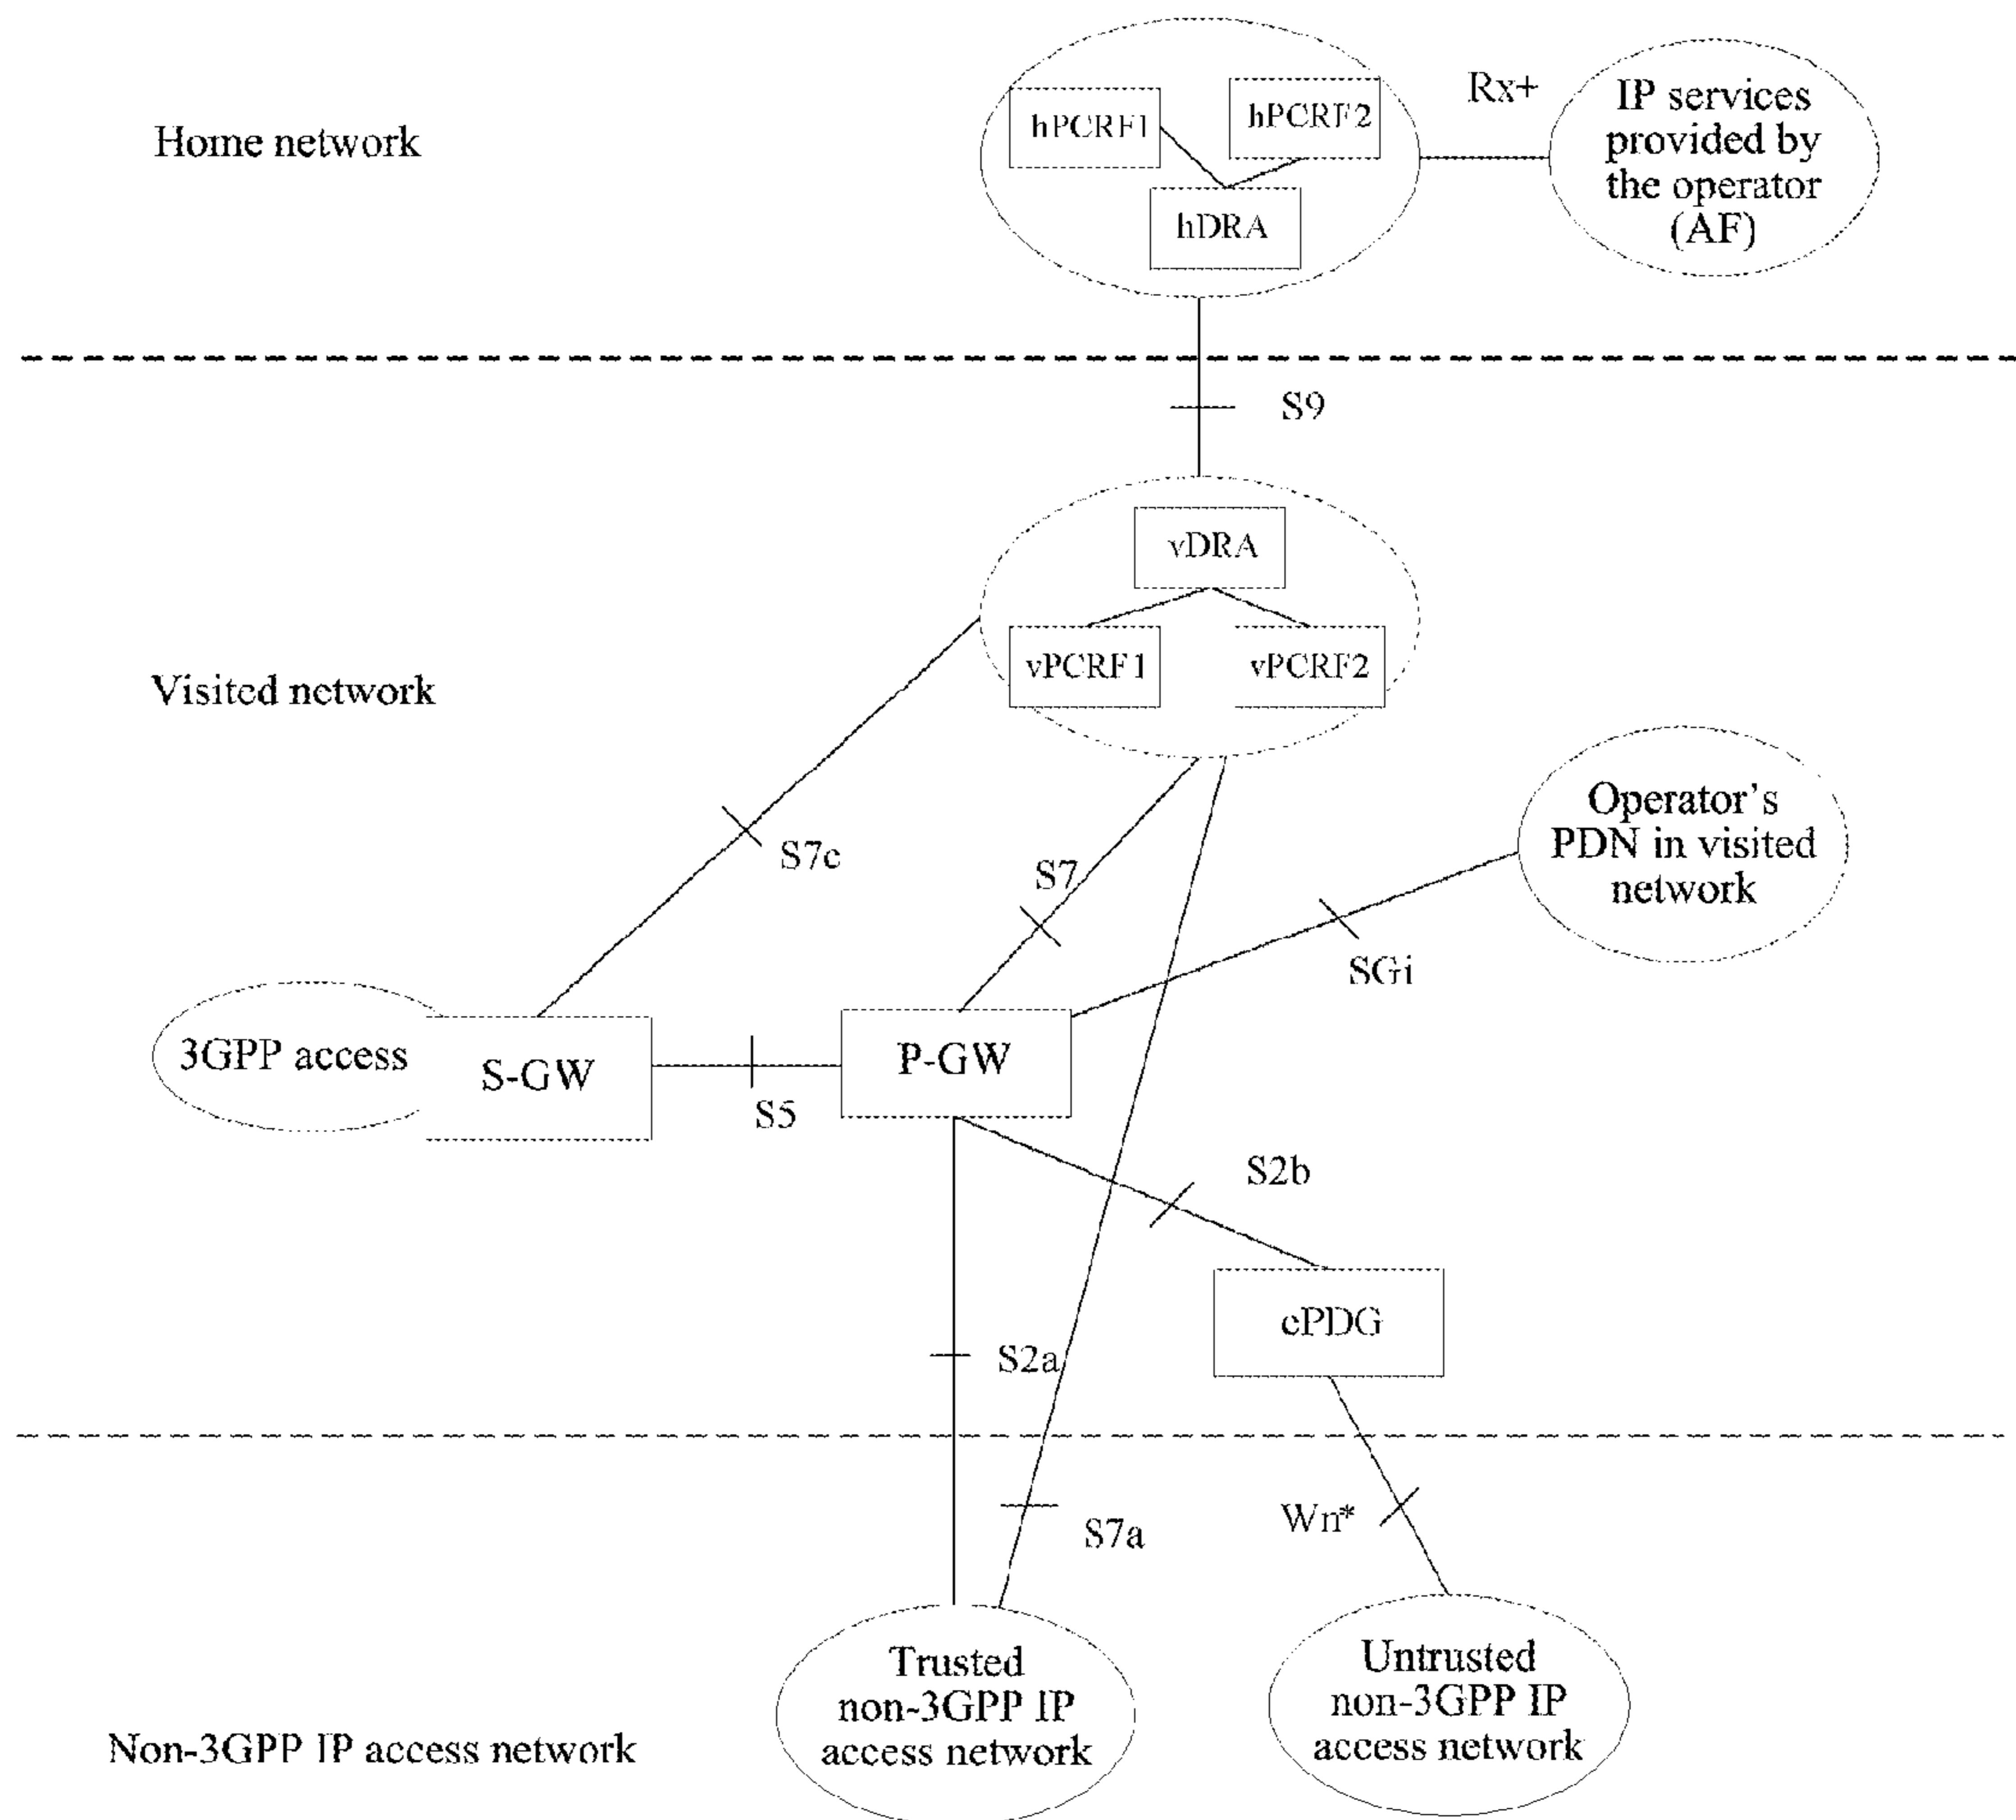 Home network
hPCRF1
hPCRF2
hDRA
Rx+
IP services
provided by
the operator
(AF)
S9
Visited network
vDRA
vPCRF1
vPCRF2
S7c
S7
Operator's
PDN in visited
network
SGi
3GPP access
S-GW
S5
P-GW
S2b
ePDG
S2a
S7a
Wn*
Non-3GPP IP access network
Trusted
non-3GPP IP
access network
Untrusted
non-3GPP IP
access network